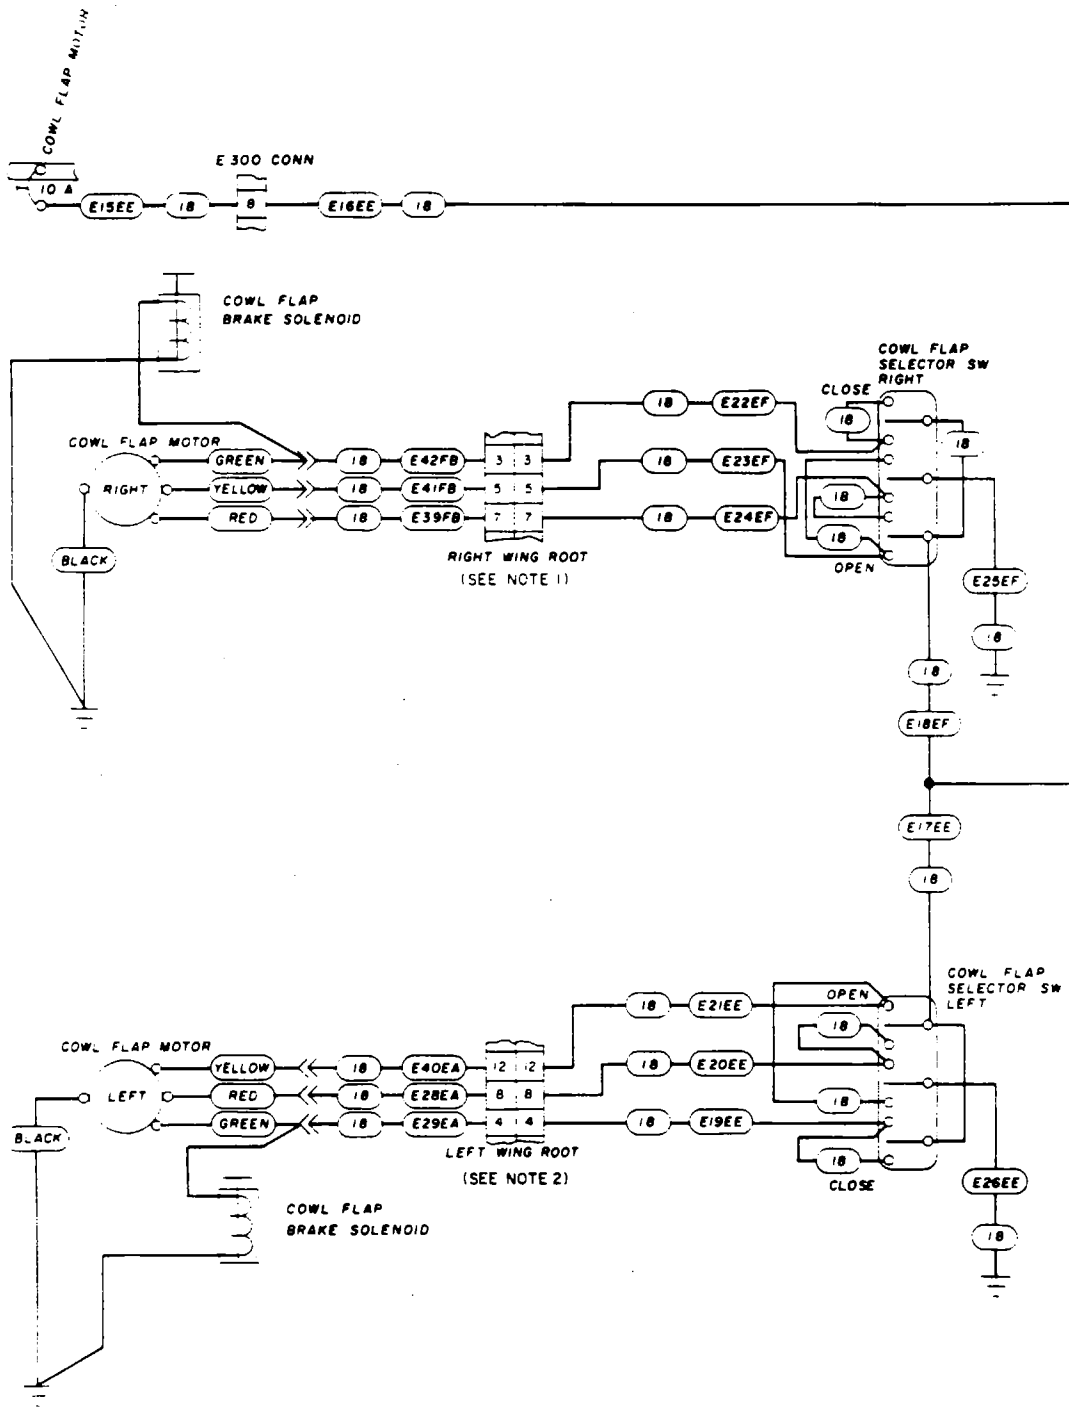 COWL FLAP MOTOR
10 A
E15EE 18 8 E16EE 18
E 300 CONN
COWL FLAP
BRAKE SOLENOID
COWL FLAP
SELECTOR SW
RIGHT
CLOSE
18 E22EF
18
18
COWL FLAP MOTOR
GREEN 18 E42FB 3 3
18 E23EF
RIGHT
YELLOW 18 E41FB 5 5
18
RED 18 E39FB 7 7
18 E24EF
18
BLACK
RIGHT WING ROOT
(SEE NOTE 1)
OPEN
E25EF
18
18
E18EF
E17EE
18
COWL FLAP
SELECTOR SW
LEFT
OPEN
18 E21EE
18
COWL FLAP MOTOR
YELLOW 18 E40EA 12 12
18 E20EE
LEFT
RED 18 E28EA 8 8
18
GREEN 18 E29EA 4 4
18 E19EE
BLACK
LEFT WING ROOT
(SEE NOTE 2)
18
CLOSE
E26EE
18
COWL FLAP
BRAKE SOLENOID